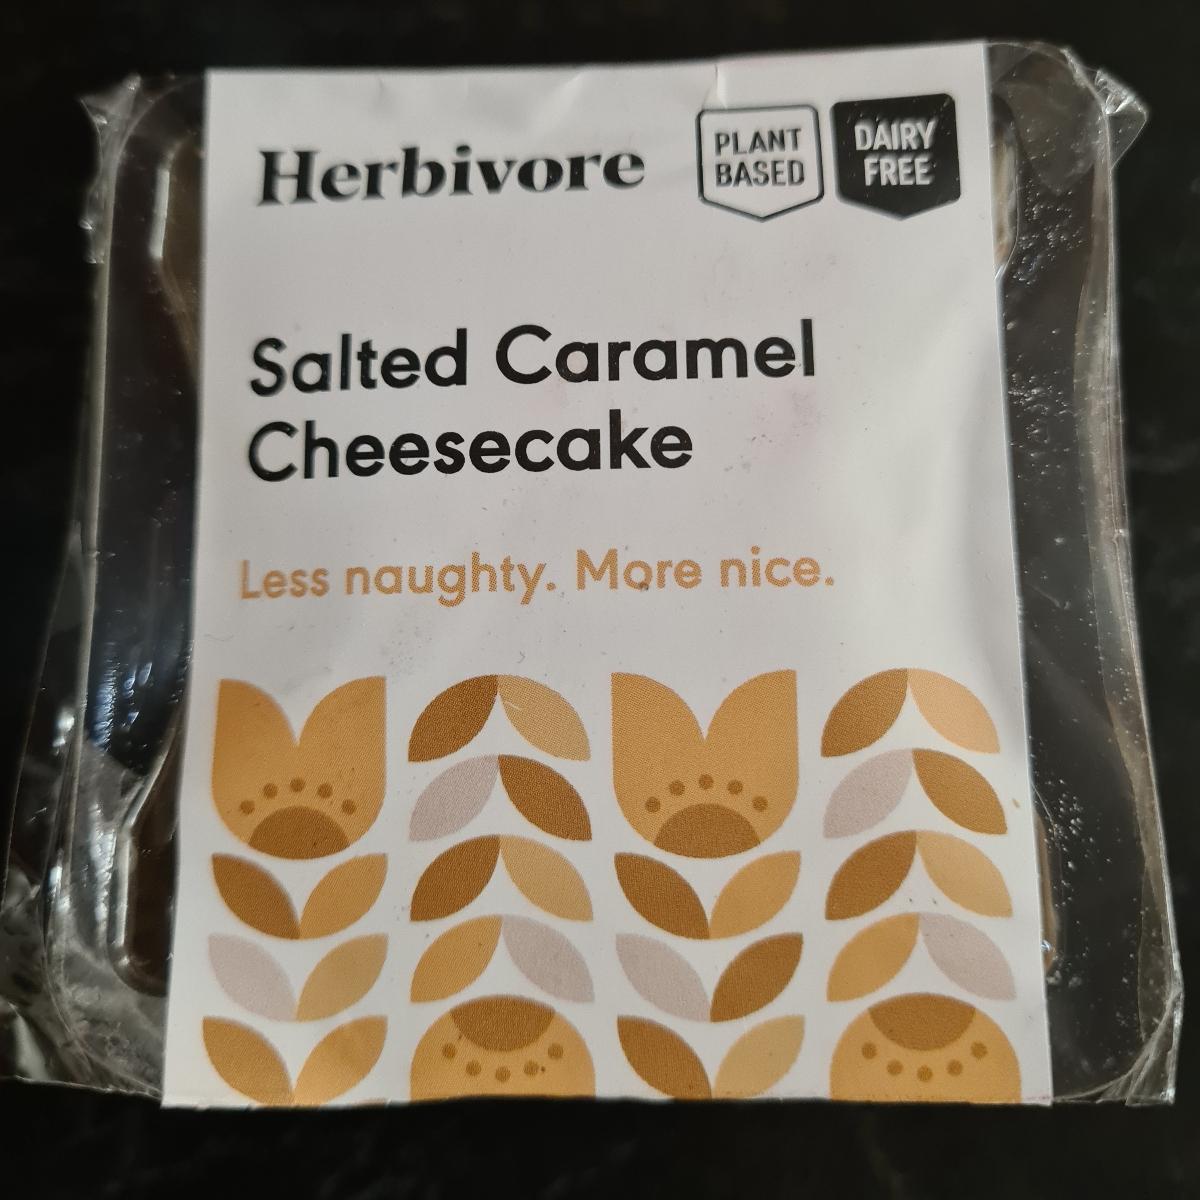 Herbivore
PLANT
BASED
DAIRY
FREE
Salted Caramel
Cheesecake
Less naughty. More nice.